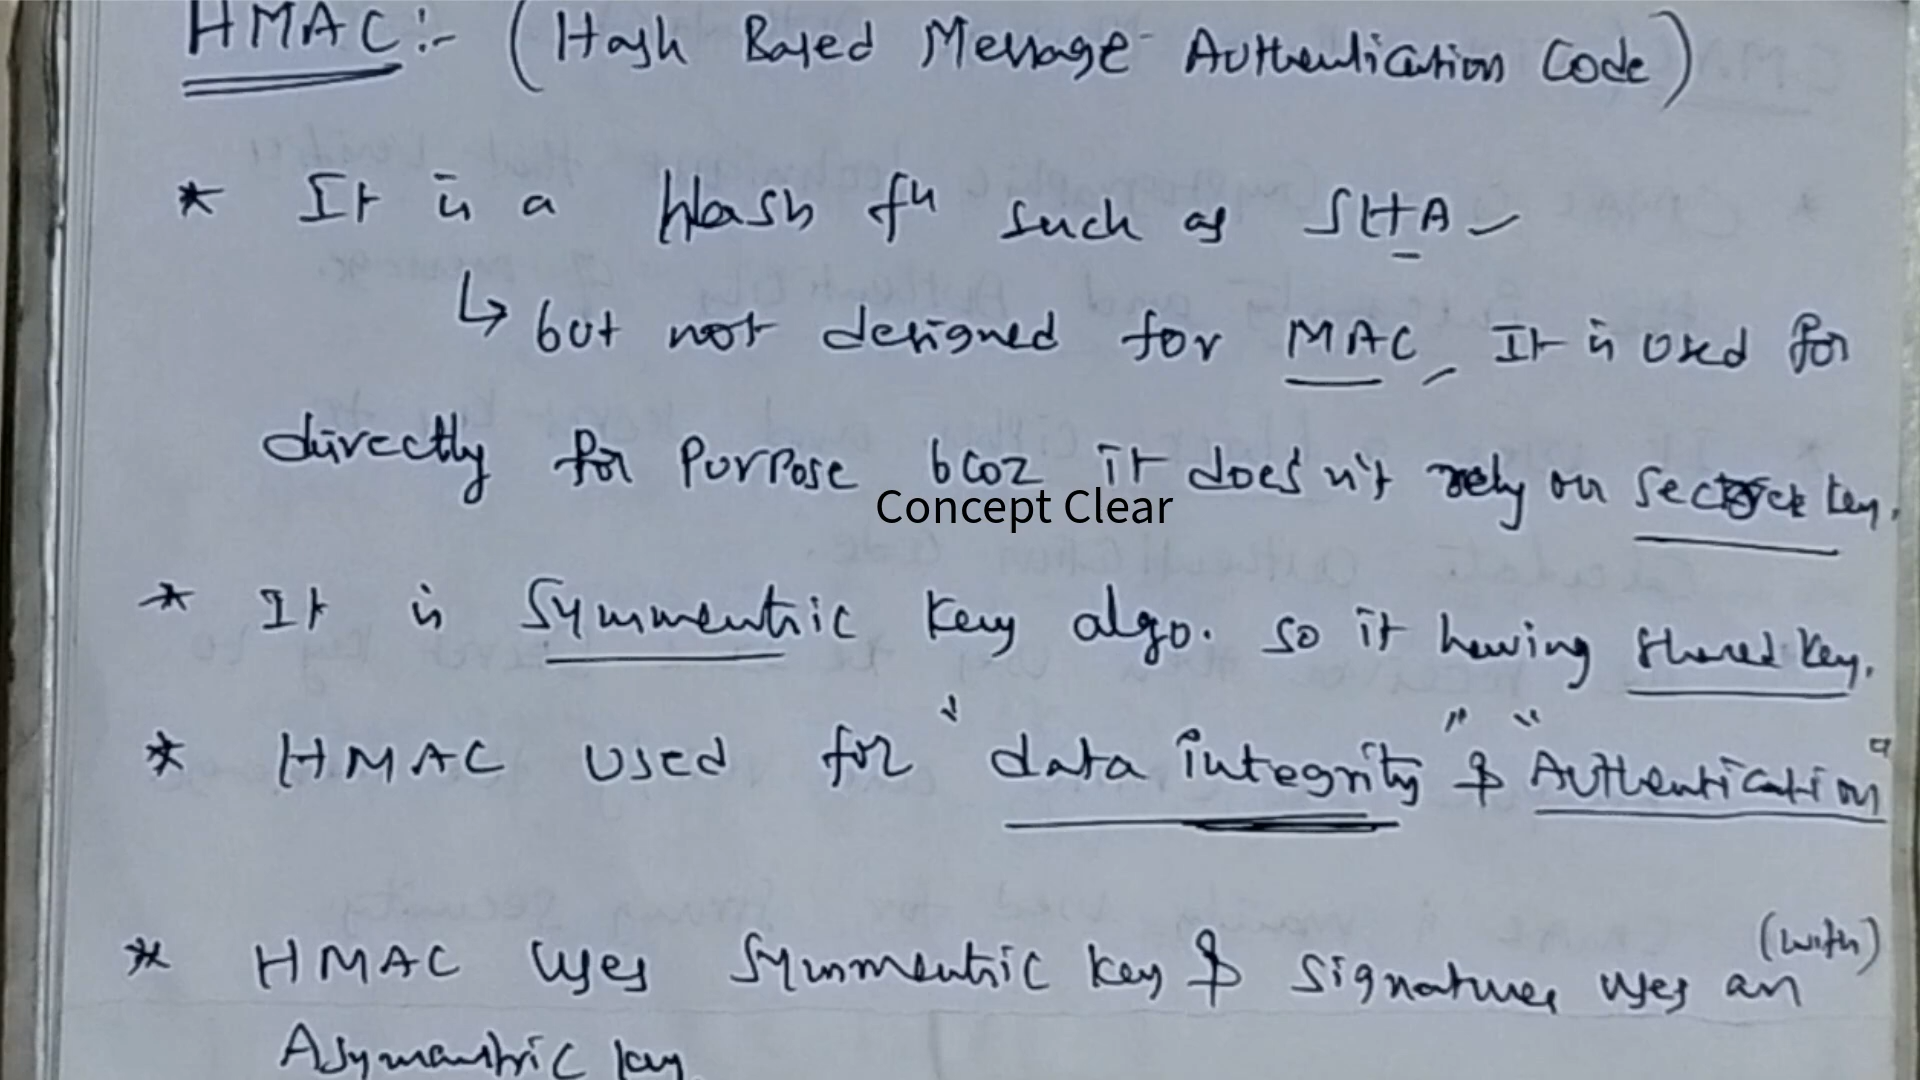 HMAC:- (Hash Based Message Authentication Code)
* It is a Hash fn such as SHA
↳ but not designed for MAC, It is used for
directly for Purpose bcoz it does n't rely on secret key.
Concept Clear
* It is Symmentric key algo. so it having shared key.
* HMAC used for "data integrity" & "Authentication"
* HMAC uses Symmentric key & signatures uses an (with)
Asymantric key.